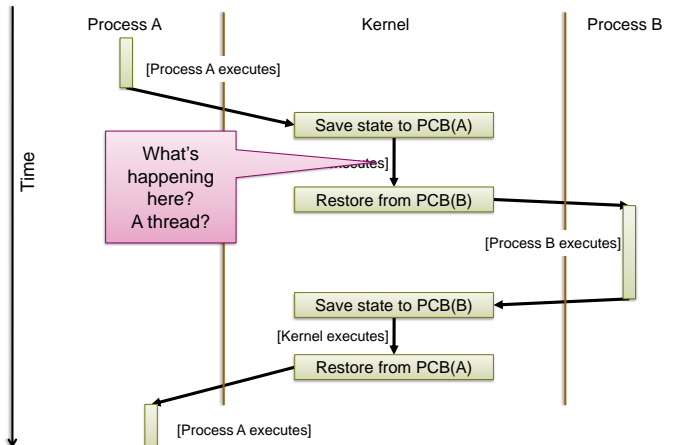 Process A
Kernel
Process B
[Process A executes]
Save state to PCB(A)
What's
happening
here?
A thread?
Restore from PCB(B)
Time
[Process B executes]
Save state to PCB(B)
[Kernel executes]
Restore from PCB(A)
[Process A executes]